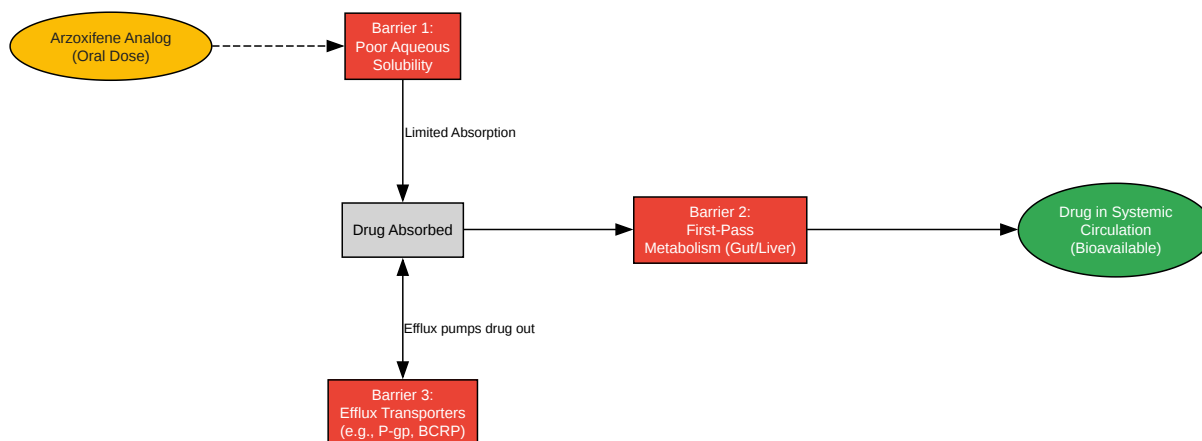 Arzoxifene Analog
(Oral Dose)
Barrier 1:
Poor Aqueous
Solubility
Limited Absorption
Drug Absorbed
Barrier 2:
First-Pass
Metabolism (Gut/Liver)
Drug in Systemic
Circulation
(Bioavailable)
Efflux pumps drug out
Barrier 3:
Efflux Transporters
(e.g., P-gp, BCRP)